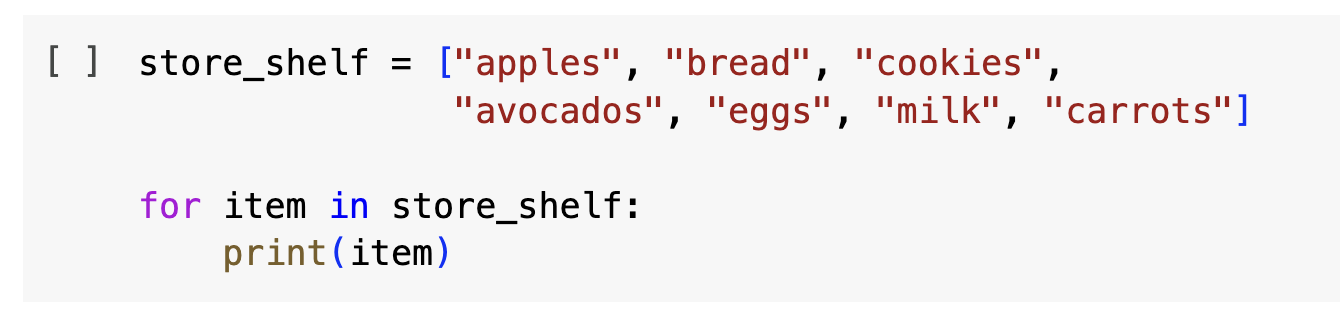 [ ] store_shelf = ["apples", "bread", "cookies",
"avocados", "eggs", "milk", "carrots"]
for item in store_shelf:
print(item)